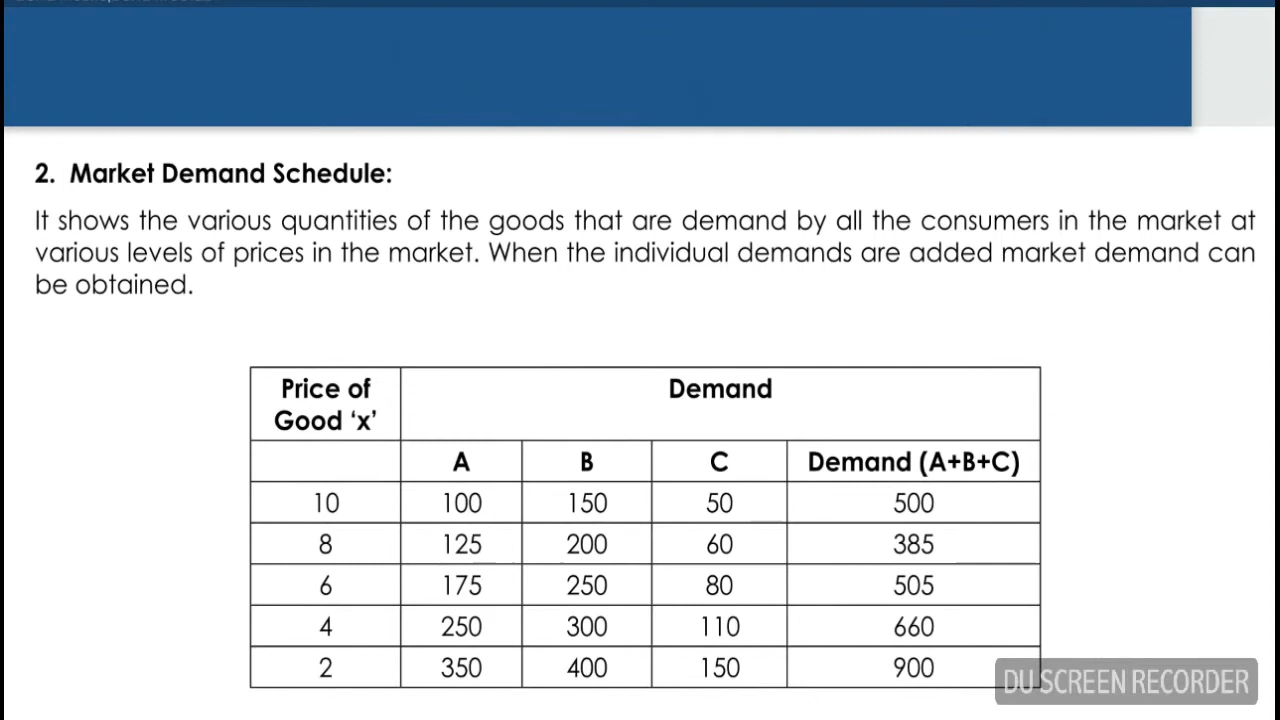 2. Market Demand Schedule:
It shows the various quantities of the goods that are demand by all the consumers in the market at
various levels of prices in the market. When the individual demands are added market demand can
be obtained.
Price of Demand
Good ‘x’
A B C Demand (A+B+C)
10 100 150 50 500
8 125 200 60 385
6 175 250 80 505
4 250 300 110 660
2 350 400 150 900
DU SCREEN RECORDER